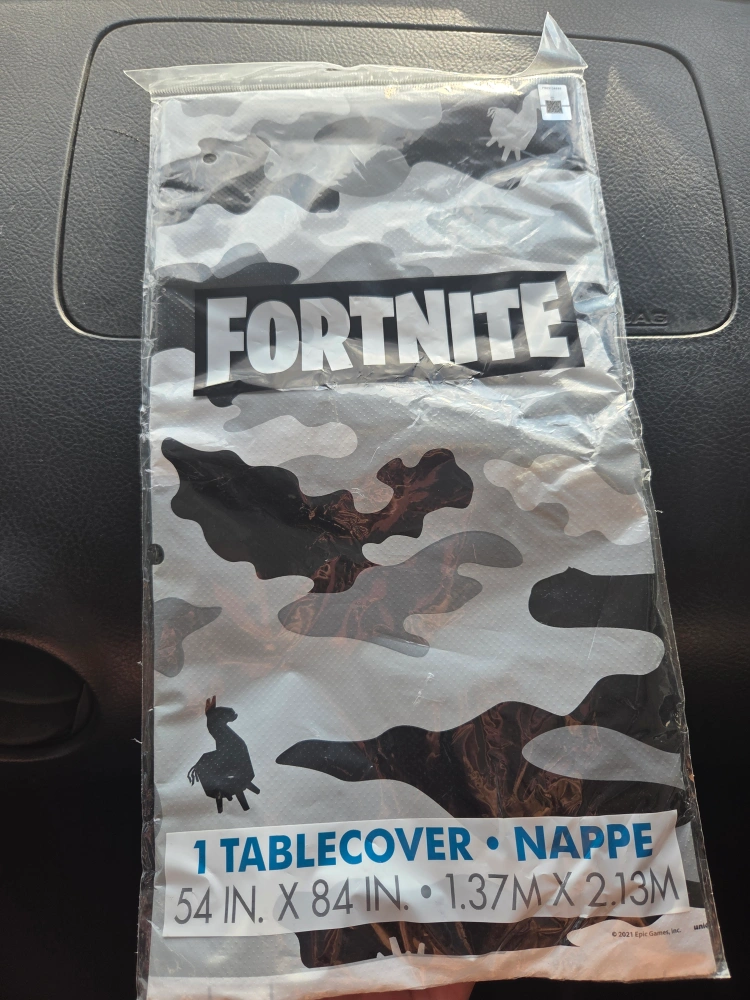 FORTNITE
1 TABLECOVER • NAPPE
54 IN. X 84 IN. • 1.37M X 2.13M
© 2021 Epic Games, Inc.